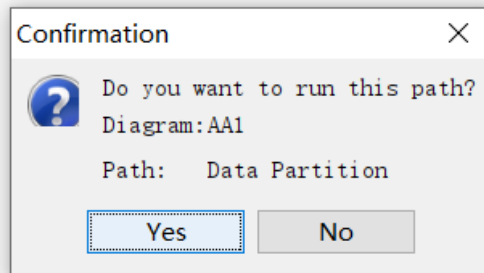 Confirmation
Do you want to run this path?
Diagram:AA1
Path: Data Partition
Yes No